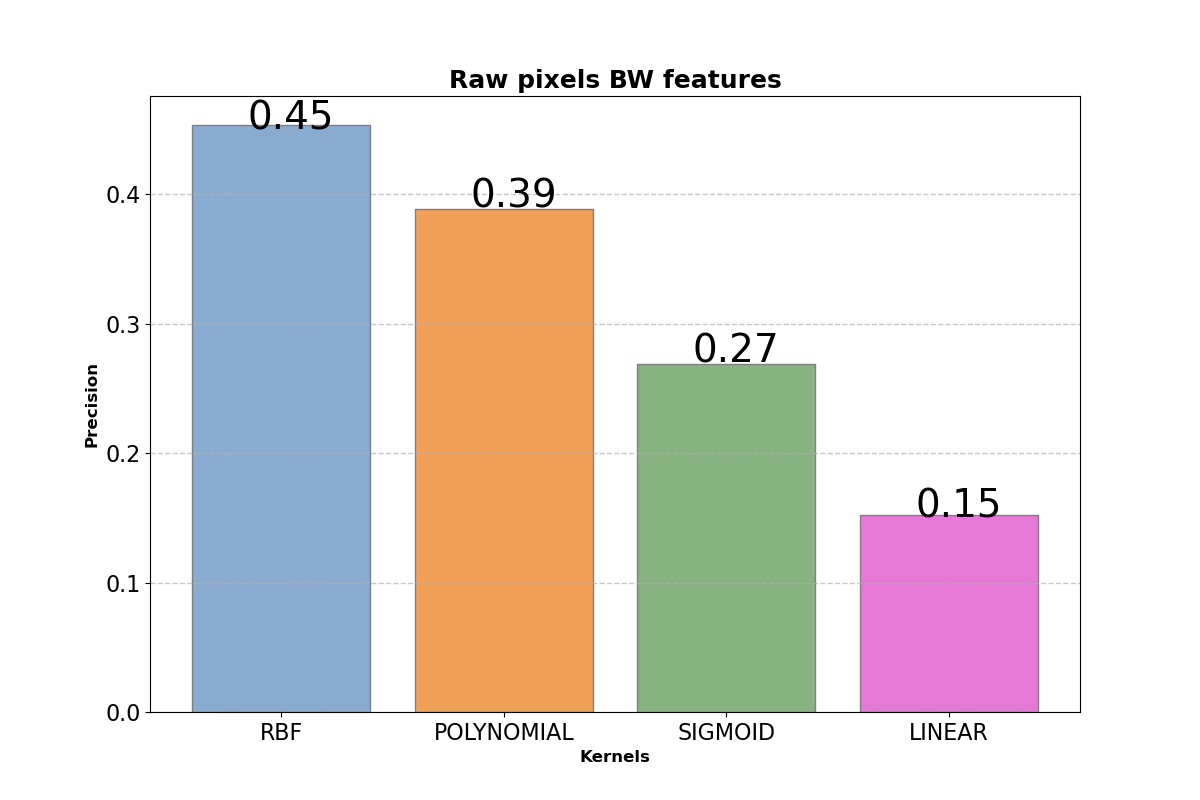 Raw pixels BW features
0.45
0.39
0.27
0.15
0.4
0.3
0.2
0.1
0.0
Precision
RBF POLYNOMIAL SIGMOID LINEAR
Kernels